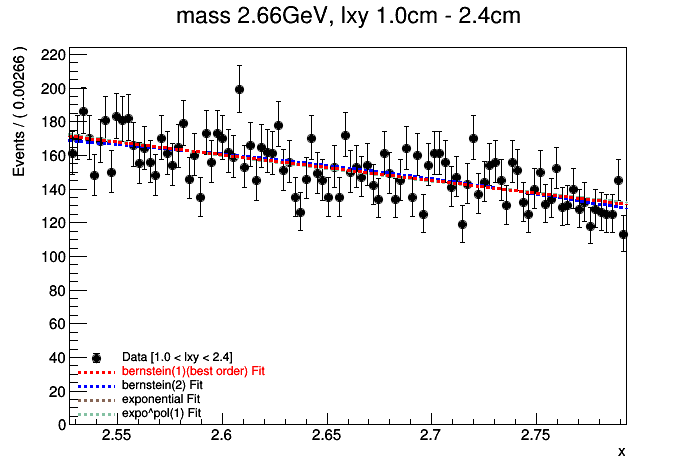 mass 2.66GeV, lxy 1.0cm - 2.4cm
Events / ( 0.00266 )
220
200
180
160
140
120
100
80
60
40
20
0
Data [1.0 < lxy < 2.4]
bernstein(1)(best order) Fit
bernstein(2) Fit
exponential Fit
expo^pol(1) Fit
2.55 2.6 2.65 2.7 2.75
x